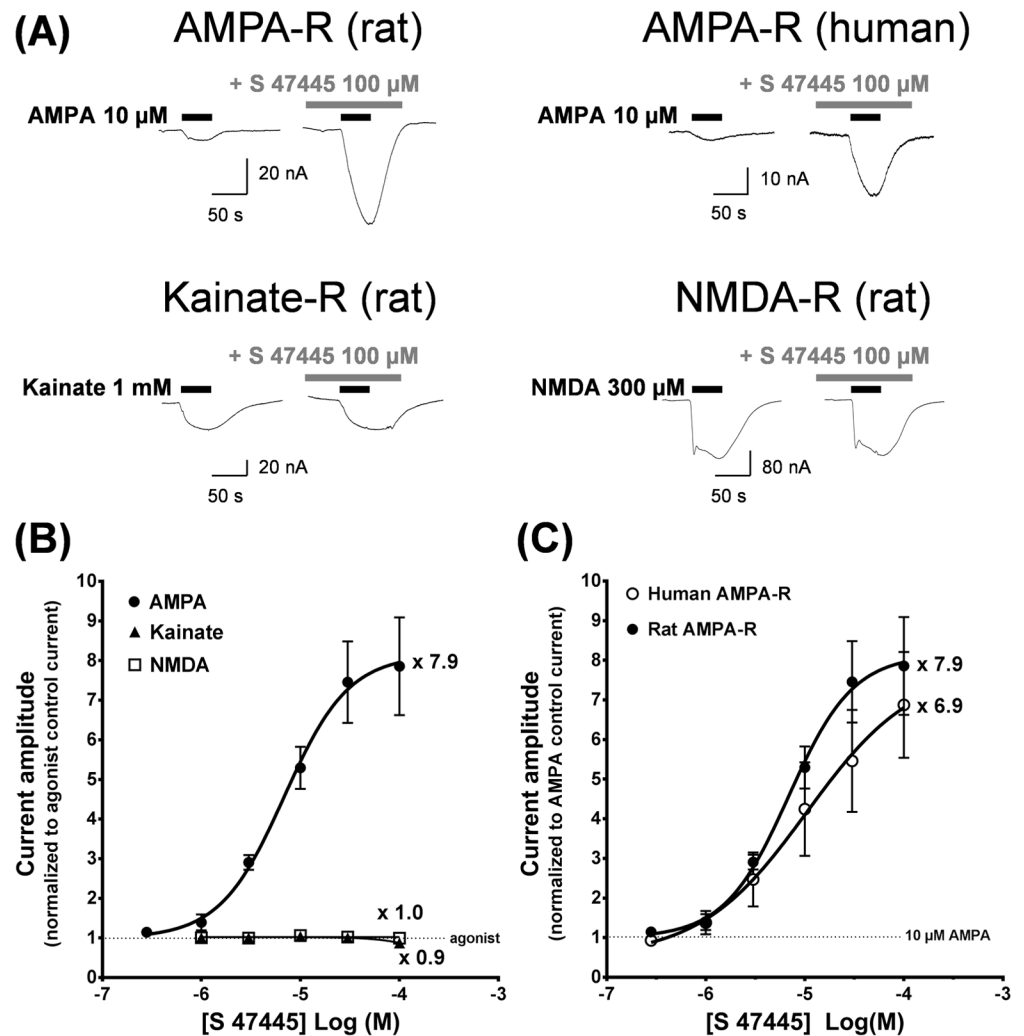 (A)
AMPA-R (rat)
AMPA-R (human)
+ S 47445 100 µM
+ S 47445 100 µM
AMPA 10 µM
AMPA 10 µM
20 nA
50 s
10 nA
50 s
Kainate-R (rat)
NMDA-R (rat)
+ S 47445 100 µM
+ S 47445 100 µM
Kainate 1 mM
NMDA 300 µM
20 nA
50 s
80 nA
50 s
(B)
Current amplitude
(normalized to agonist control current)
10
9
8
7
6
5
4
3
2
1
0
AMPA
Kainate
NMDA
x 7.9
x 1.0
agonist
x 0.9
-7
-6
-5
-4
-3
[S 47445] Log (M)
(C)
Current amplitude
(normalized to AMPA control current)
10
9
8
7
6
5
4
3
2
1
0
Human AMPA-R
Rat AMPA-R
x 7.9
x 6.9
10 µM AMPA
-7
-6
-5
-4
-3
[S 47445] Log(M)